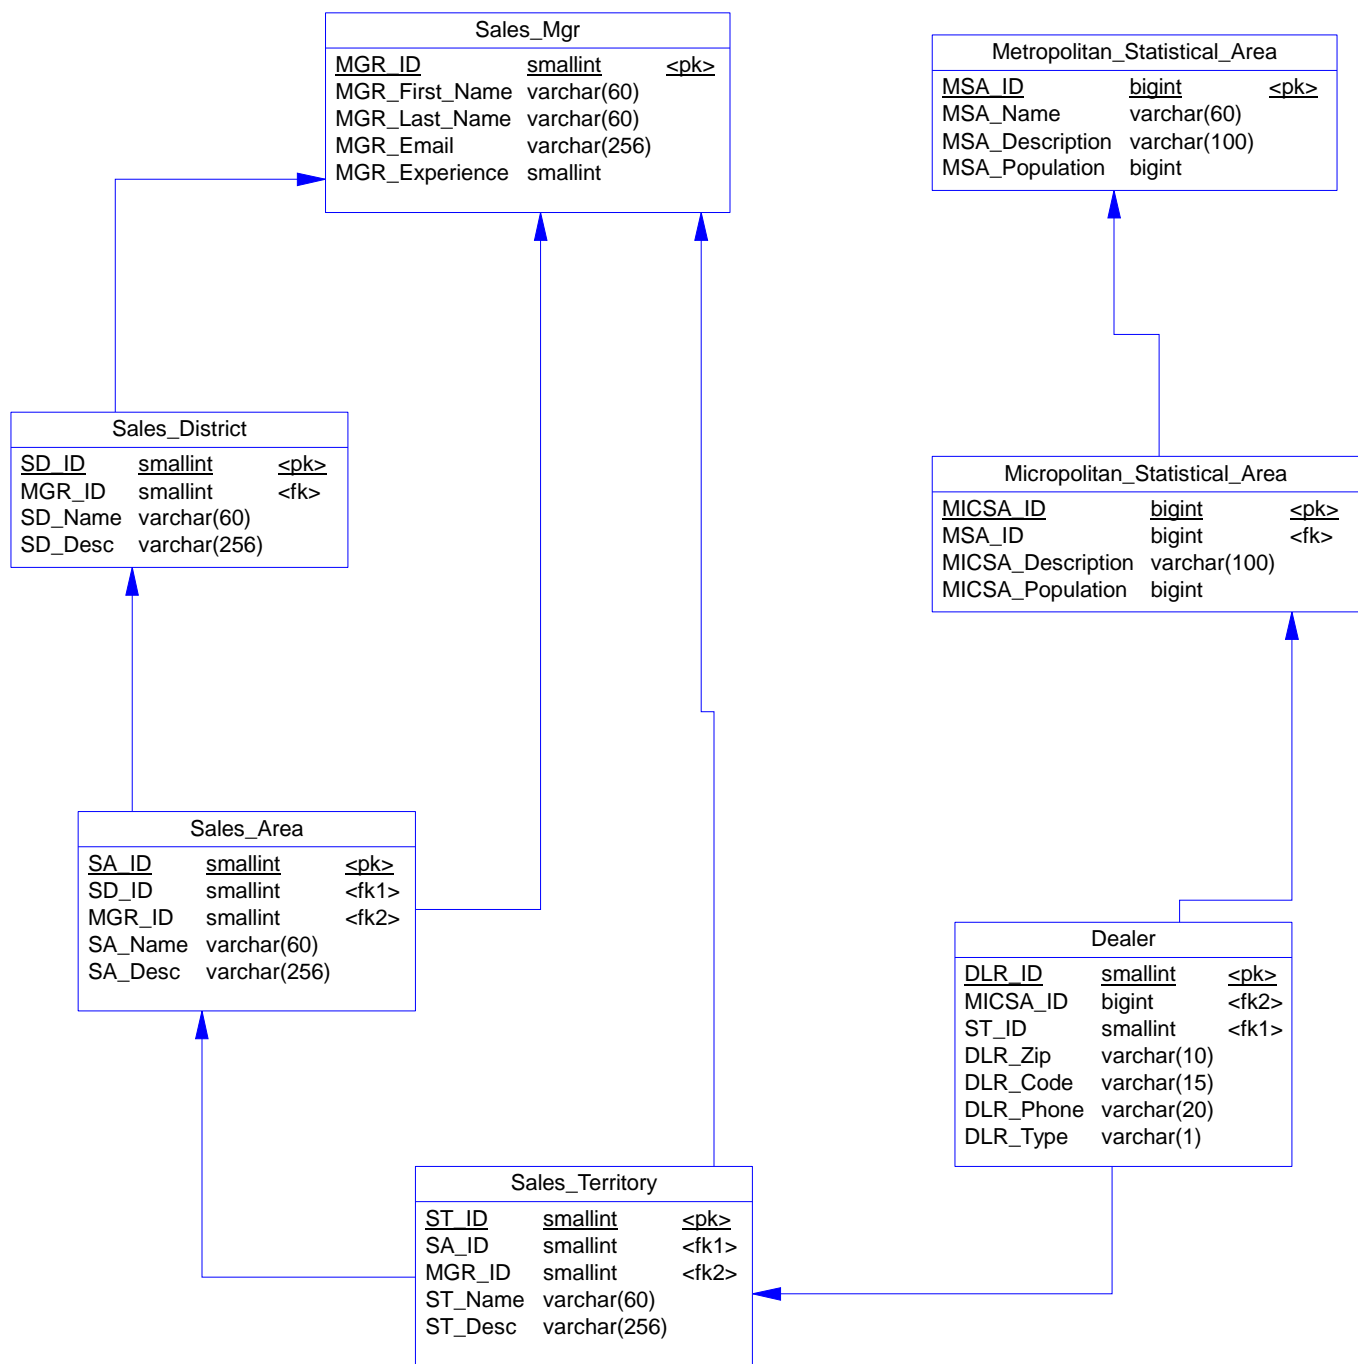 Sales_Mgr
MGR_ID smallint <pk>
MGR_First_Name varchar(60)
MGR_Last_Name varchar(60)
MGR_Email varchar(256)
MGR_Experience smallint
Metropolitan_Statistical_Area
MSA_ID bigint <pk>
MSA_Name varchar(60)
MSA_Description varchar(100)
MSA_Population bigint
Sales_District
SD_ID smallint <pk>
MGR_ID smallint <fk>
SD_Name varchar(60)
SD_Desc varchar(256)
Micropolitan_Statistical_Area
MICSA_ID bigint <pk>
MSA_ID bigint <fk>
MICSA_Description varchar(100)
MICSA_Population bigint
Sales_Area
SA_ID smallint <pk>
SD_ID smallint <fk1>
MGR_ID smallint <fk2>
SA_Name varchar(60)
SA_Desc varchar(256)
Dealer
DLR_ID smallint <pk>
MICSA_ID bigint <fk2>
ST_ID smallint <fk1>
DLR_Zip varchar(10)
DLR_Code varchar(15)
DLR_Phone varchar(20)
DLR_Type varchar(1)
Sales_Territory
ST_ID smallint <pk>
SA_ID smallint <fk1>
MGR_ID smallint <fk2>
ST_Name varchar(60)
ST_Desc varchar(256)